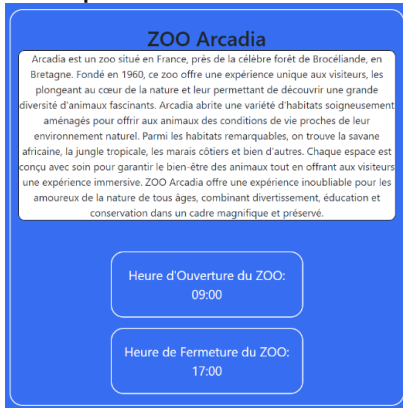 ZOO Arcadia
Arcadia est un zoo situé en France, près de la célèbre forêt de Brocéliande, en
Bretagne. Fondé en 1960, ce zoo offre une expérience unique aux visiteurs, les
plongeant au cœur de la nature et leur permettant de découvrir une grande
diversité d'animaux fascinants. Arcadia abrite une variété d'habitats soigneusement
aménagés pour offrir aux animaux des conditions de vie proches de leur
environnement naturel. Parmi les habitats remarquables, on trouve la savane
africaine, la jungle tropicale, les marais côtiers et bien d'autres. Chaque espace est
conçu avec soin pour garantir le bien-être des animaux tout en offrant aux visiteurs
une expérience immersive. ZOO Arcadia offre une expérience inoubliable pour les
amoureux de la nature de tous âges, combinant divertissement, éducation et
conservation dans un cadre magnifique et préservé.
Heure d'Ouverture du ZOO:
09:00
Heure de Fermeture du ZOO:
17:00